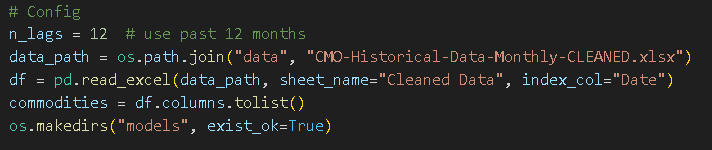 # Config
n_lags = 12  # use past 12 months
data_path = os.path.join("data", "CMO-Historical-Data-Monthly-CLEANED.xlsx")
df = pd.read_excel(data_path, sheet_name="Cleaned Data", index_col="Date")
commodities = df.columns.tolist()
os.makedirs("models", exist_ok=True)